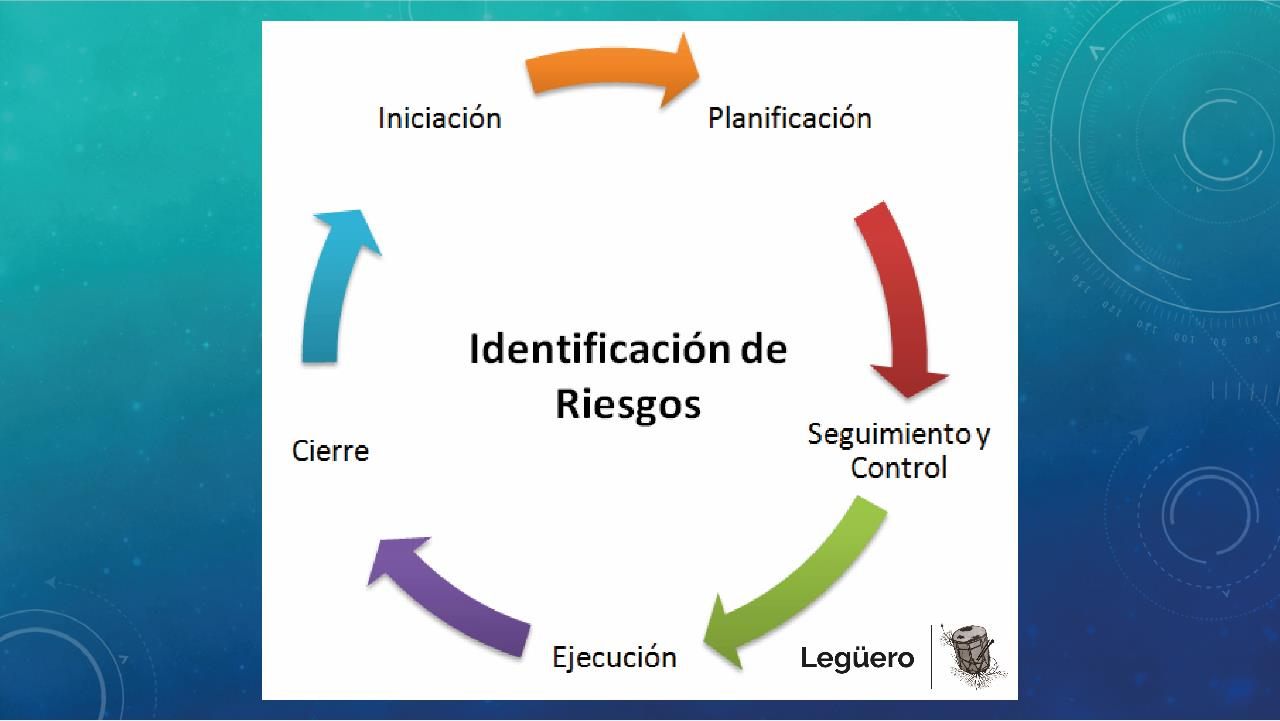 Iniciación
Planificación
Identificación de
Riesgos
Seguimiento y
Control
Cierre
Ejecución
Legüero